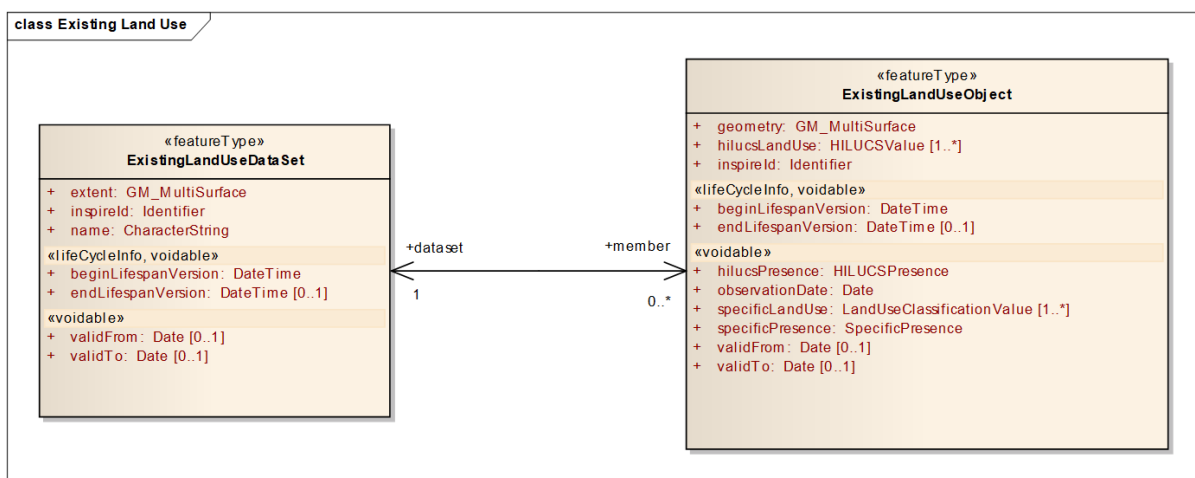 class Existing Land Use
«featureType»
ExistingLandUseDataSet
+ extent: GM_MultiSurface
+ inspireId: Identifier
+ name: CharacterString
«lifeCycleInfo, voidable»
+ beginLifespanVersion: DateTime
+ endLifespanVersion: DateTime [0..1]
«voidable»
+ validFrom: Date [0..1]
+ validTo: Date [0..1]
+dataset
1
+member
0..*
«featureType»
ExistingLandUseObject
+ geometry: GM_MultiSurface
+ hilucsLandUse: HILUCSValue [1..*]
+ inspireId: Identifier
«lifeCycleInfo, voidable»
+ beginLifespanVersion: DateTime
+ endLifespanVersion: DateTime [0..1]
«voidable»
+ hilucsPresence: HILUCSPresence
+ observationDate: Date
+ specificLandUse: LandUseClassificationValue [1..*]
+ specificPresence: SpecificPresence
+ validFrom: Date [0..1]
+ validTo: Date [0..1]